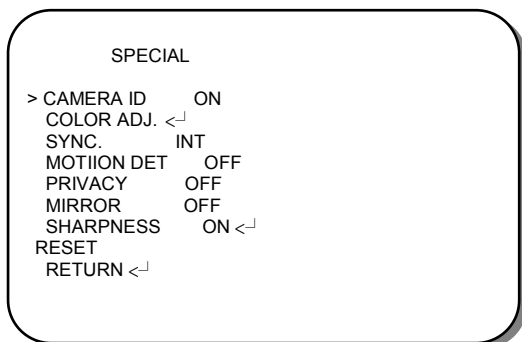 SPECIAL
> CAMERA ID ON
COLOR ADJ. <┘
SYNC. INT
MOTIION DET OFF
PRIVACY OFF
MIRROR OFF
SHARPNESS ON <┘
RESET
RETURN <┘